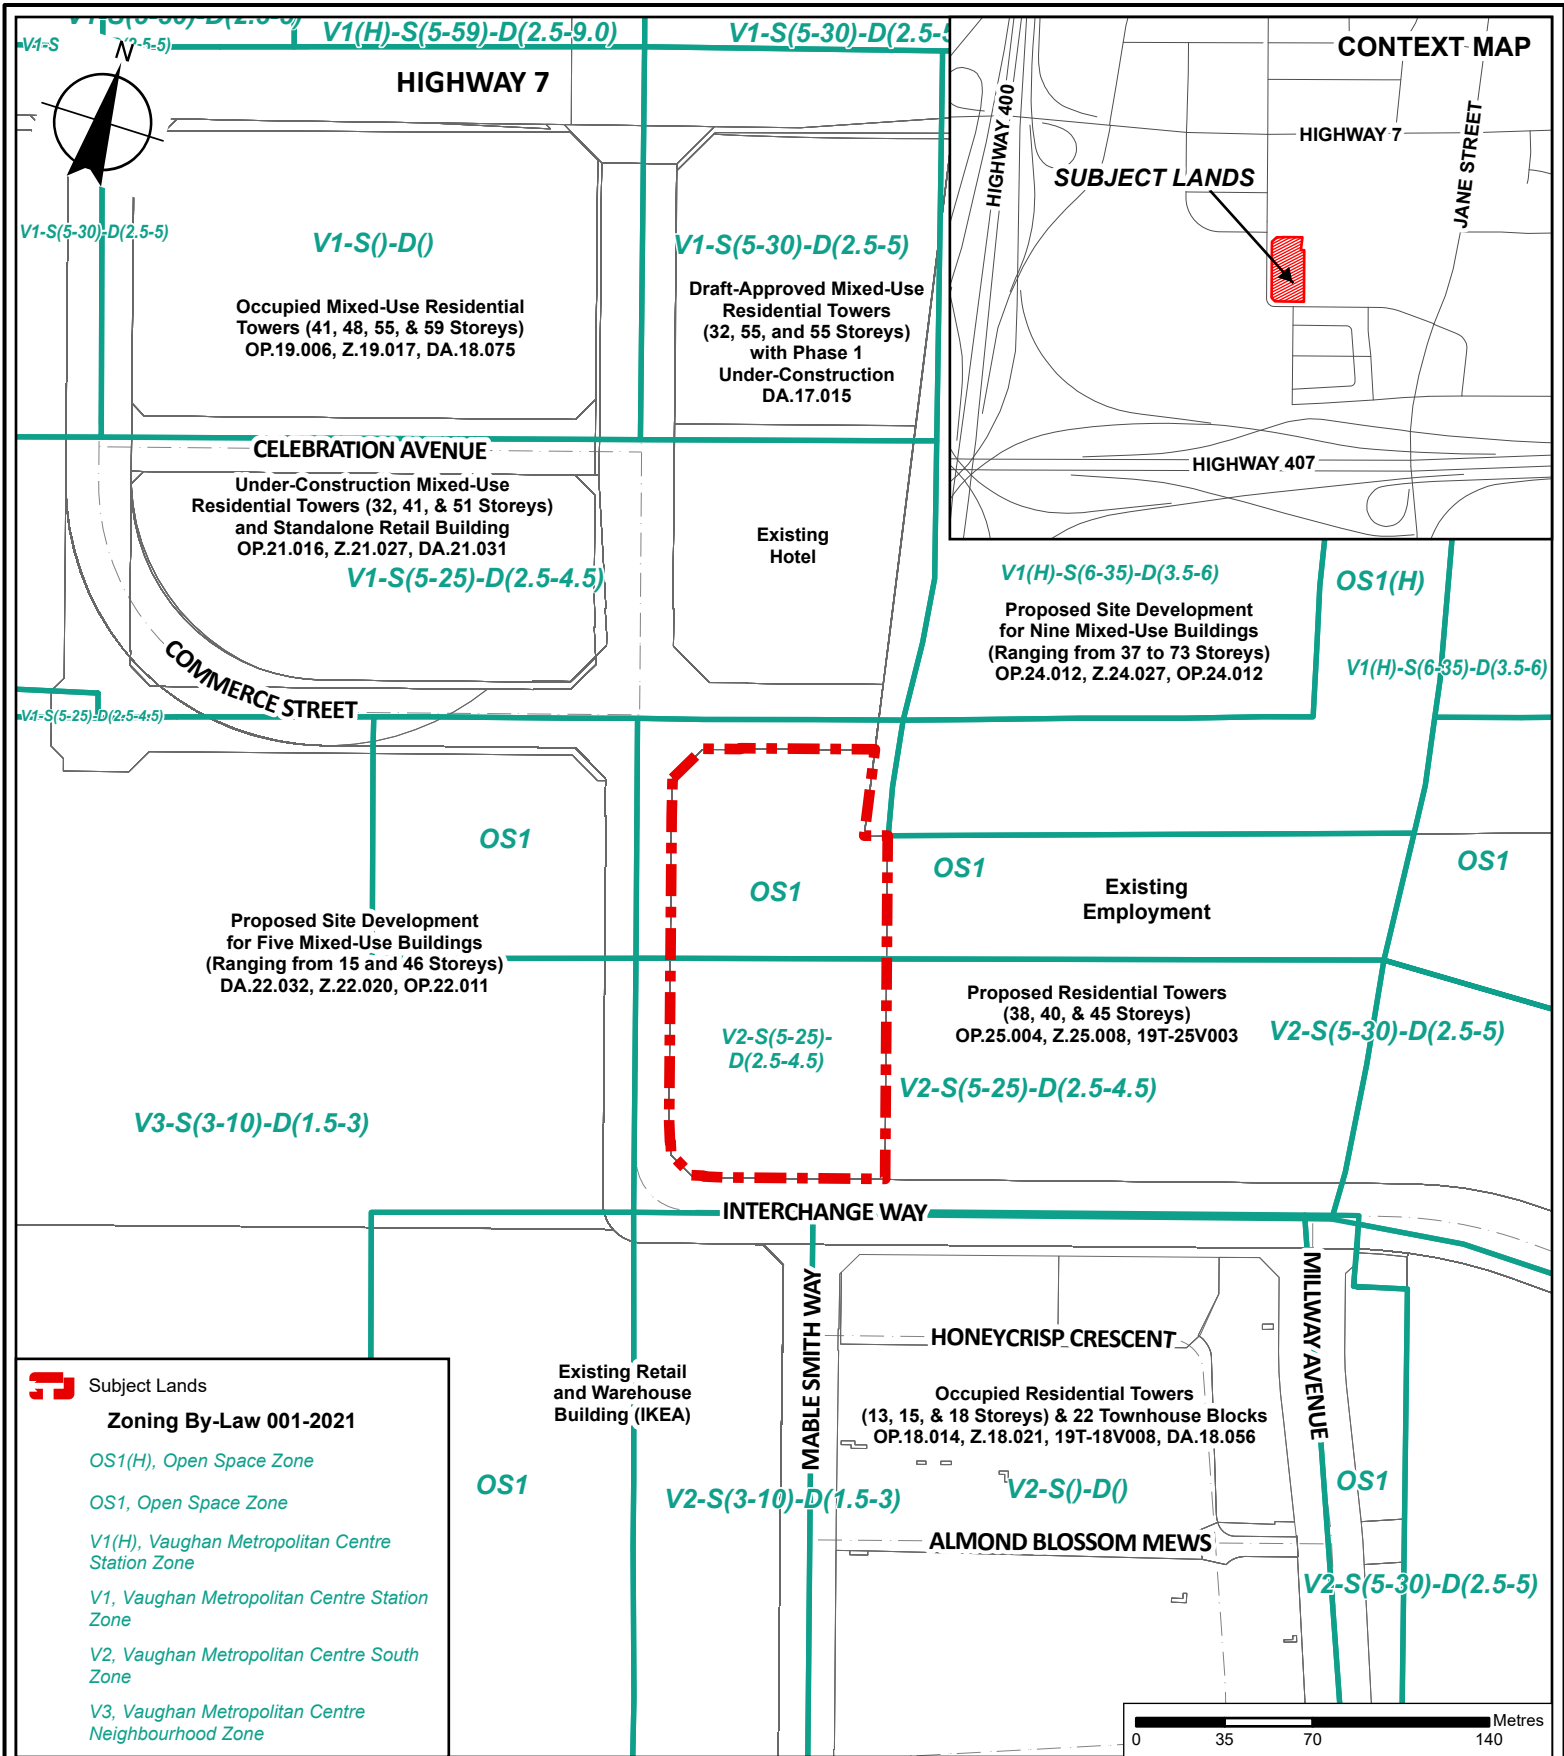 V1(H)-S(5-59)-D(2.5-9.0)
V1-S(5-30)-D(2.5-5
N
HIGHWAY 7
CONTEXT MAP
HIGHWAY 400
HIGHWAY 7
JANE STREET
SUBJECT LANDS
HIGHWAY 407
V1-S(5-30)-D(2.5-5)
V1-S()-D()
Occupied Mixed-Use Residential
Towers (41, 48, 55, & 59 Storeys)
OP.19.006, Z.19.017, DA.18.075
V1-S(5-30)-D(2.5-5)
Draft-Approved Mixed-Use
Residential Towers
(32, 55, and 55 Storeys)
with Phase 1
Under-Construction
DA.17.015
CELEBRATION AVENUE
Under-Construction Mixed-Use
Residential Towers (32, 41, & 51 Storeys)
and Standalone Retail Building
OP.21.016, Z.21.027, DA.21.031
V1-S(5-25)-D(2.5-4.5)
Existing
Hotel
V1(H)-S(6-35)-D(3.5-6)
OS1(H)
Proposed Site Development
for Nine Mixed-Use Buildings
(Ranging from 37 to 73 Storeys)
OP.24.012, Z.24.027, OP.24.012
V1(H)-S(6-35)-D(3.5-6)
COMMERCE STREET
V1-S(5-25)-D(2.5-4.5)
OS1
OS1
OS1
OS1
Existing
Employment
Proposed Site Development
for Five Mixed-Use Buildings
(Ranging from 15 and 46 Storeys)
DA.22.032, Z.22.020, OP.22.011
Proposed Residential Towers
(38, 40, & 45 Storeys)
OP.25.004, Z.25.008, 19T-25V003
V2-S(5-30)-D(2.5-5)
V2-S(5-25)-
D(2.5-4.5)
V2-S(5-25)-D(2.5-4.5)
V3-S(3-10)-D(1.5-3)
INTERCHANGE WAY
MABLE SMITH WAY
MILLWAY AVENUE
HONEYCRISP CRESCENT
Existing Retail
and Warehouse
Building (IKEA)
Occupied Residential Towers
(13, 15, & 18 Storeys) & 22 Townhouse Blocks
OP.18.014, Z.18.021, 19T-18V008, DA.18.056
OS1
V2-S(3-10)-D(1.5-3)
V2-S()-D()
OS1
ALMOND BLOSSOM MEWS
V2-S(5-30)-D(2.5-5)
Subject Lands
Zoning By-Law 001-2021
OS1(H), Open Space Zone
OS1, Open Space Zone
V1(H), Vaughan Metropolitan Centre
Station Zone
V1, Vaughan Metropolitan Centre Station
Zone
V2, Vaughan Metropolitan Centre South
Zone
V3, Vaughan Metropolitan Centre
Neighbourhood Zone
Metres
0 35 70 140